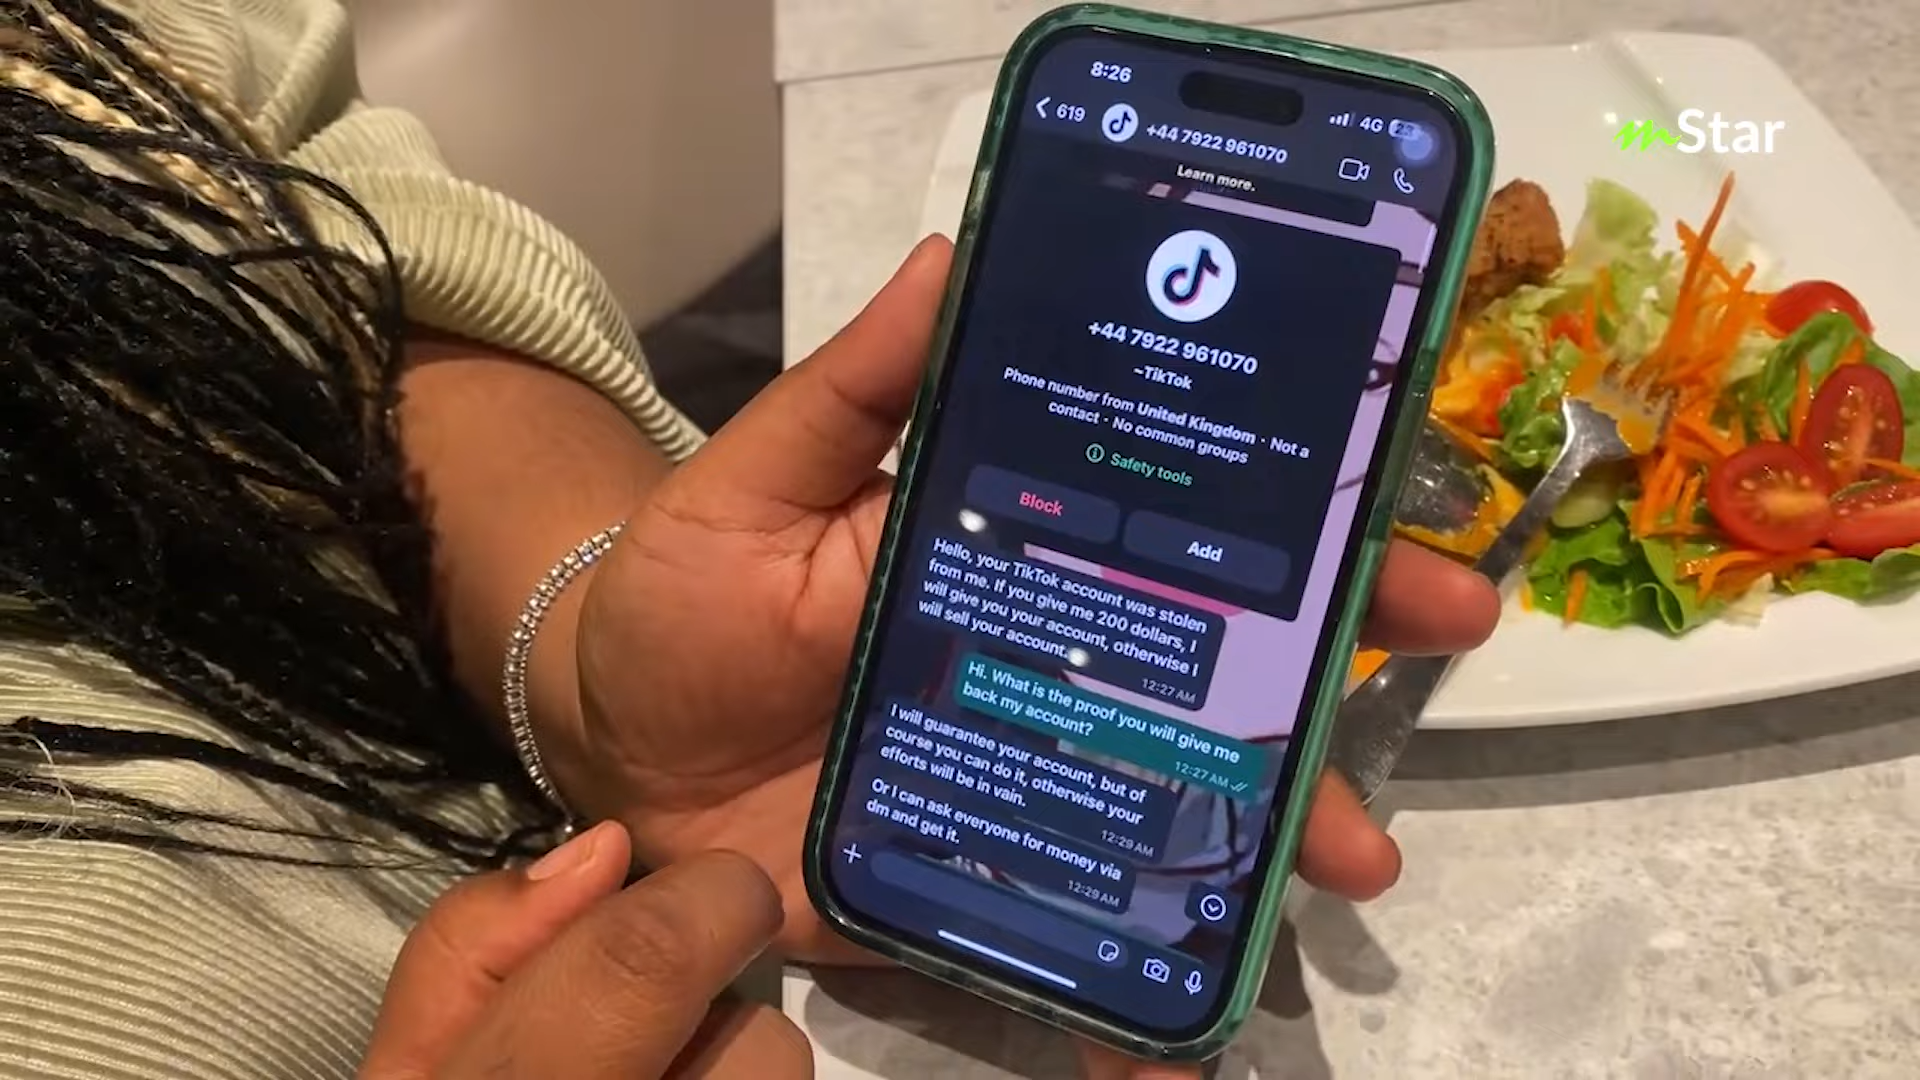 8:26
4G
mStar
619
+44 7922 961070
Learn more.
+44 7922 961070
~TikTok
Phone number from United Kingdom · Not a
contact · No common groups
Safety tools
Block
Add
Hello, your TikTok account was stolen
from me. If you give me 200 dollars, I
will give you your account, otherwise I
will sell your account.
12:27 AM
Hi. What is the proof you will give me
back my account?
12:27 AM
I will guarantee your account, but of
course you can do it, otherwise your
efforts will be in vain.
12:29 AM
Or I can ask everyone for money via
dm and get it.
12:29 AM